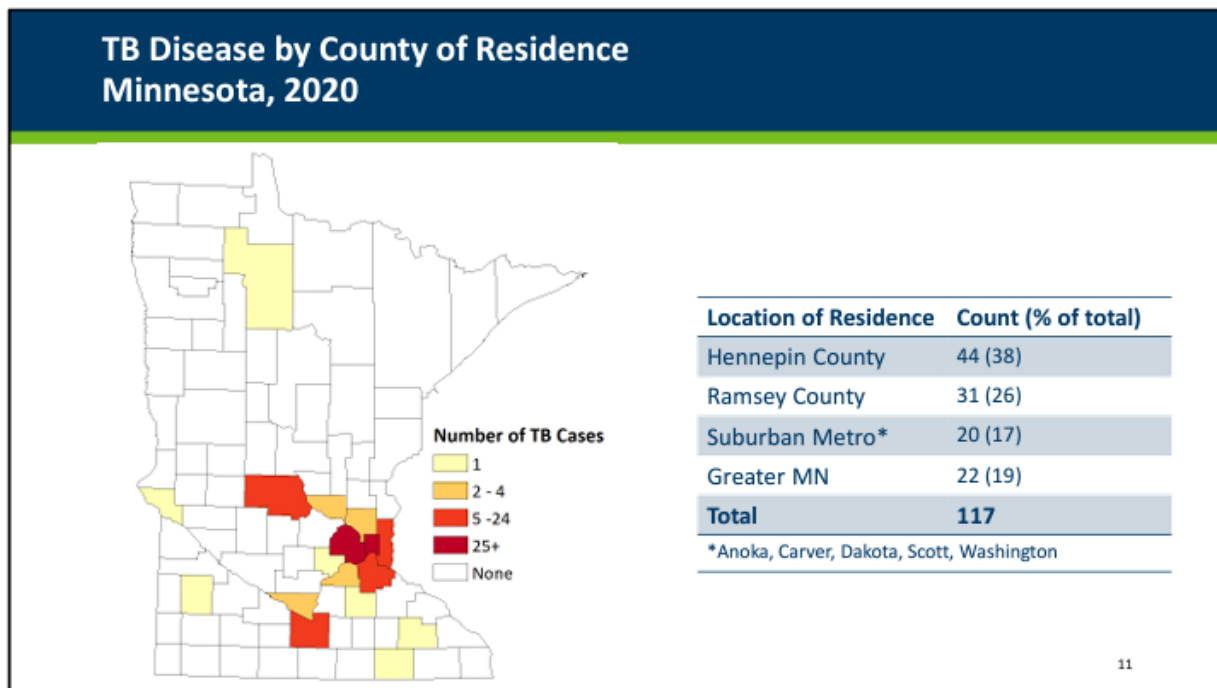 TB Disease by County of Residence
Minnesota, 2020
Number of TB Cases
1
2 - 4
5 -24
25+
None
Location of Residence Count (% of total)
Hennepin County 44 (38)
Ramsey County 31 (26)
Suburban Metro* 20 (17)
Greater MN 22 (19)
Total 117
*Anoka, Carver, Dakota, Scott, Washington
11